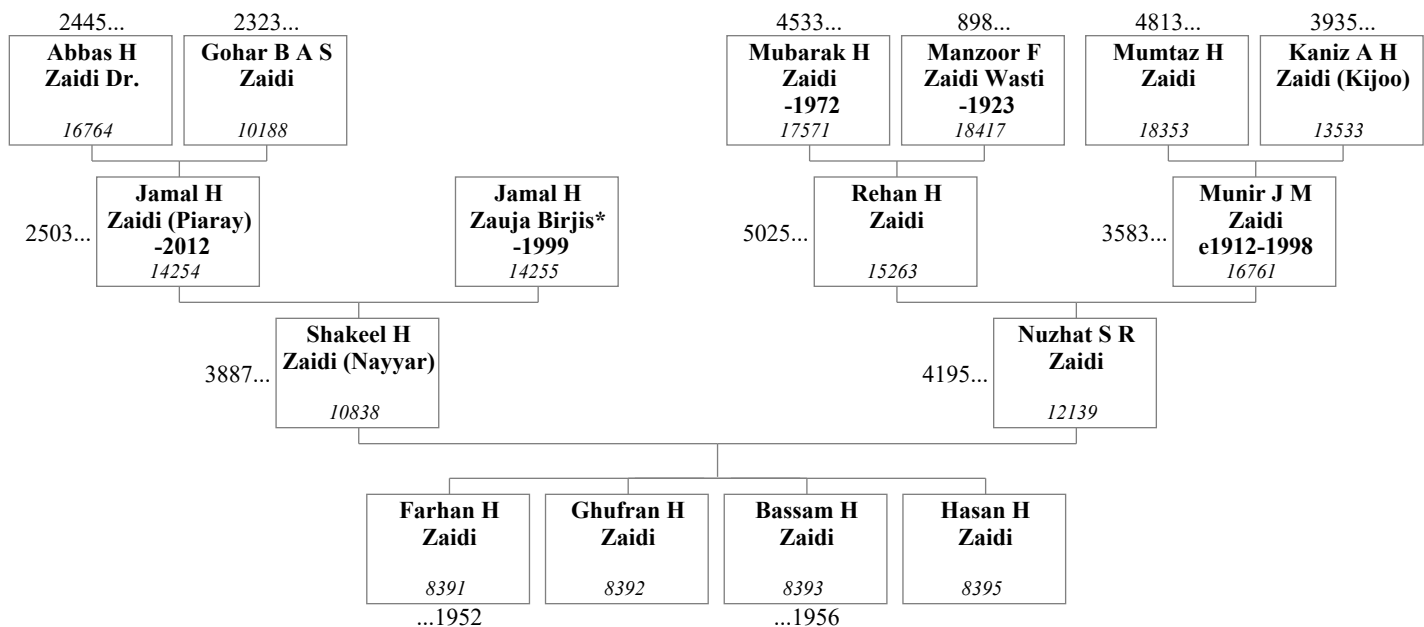 2445...
2323...
4533...
898...
4813...
3935...
Abbas H
Zaidi Dr.
16764
Gohar B A S
Zaidi
10188
Mubarak H
Zaidi
-1972
17571
Manzoor F
Zaidi Wasti
-1923
18417
Mumtaz H
Zaidi
18353
Kaniz A H
Zaidi (Kijoo)
13533
2503...
Jamal H
Zaidi (Piaray)
-2012
14254
Jamal H
Zauja Birjis*
-1999
14255
5025...
Rehan H
Zaidi
15263
3583...
Munir J M
Zaidi
e1912-1998
16761
3887...
Shakeel H
Zaidi (Nayyar)
10838
4195...
Nuzhat S R
Zaidi
12139
Farhan H
Zaidi
8391
...1952
Ghufran H
Zaidi
8392
Bassam H
Zaidi
8393
...1956
Hasan H
Zaidi
8395